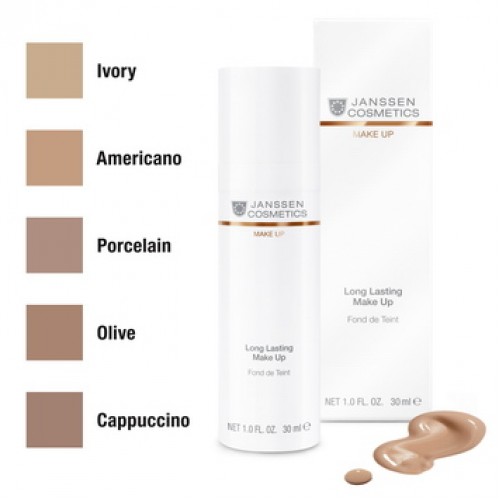 Ivory
Americano
Porcelain
Olive
Cappuccino
JANSSEN
COSMETICS
MAKE UP
Long Lasting
Make Up
Fond de Teint
NET 1.0 FL. OZ. 30 ml ℮
JANSSEN
COSMETICS
MAKE UP
Long Lasting
Make Up
Fond de Teint
NET 1.0 FL. OZ. 30 ml ℮